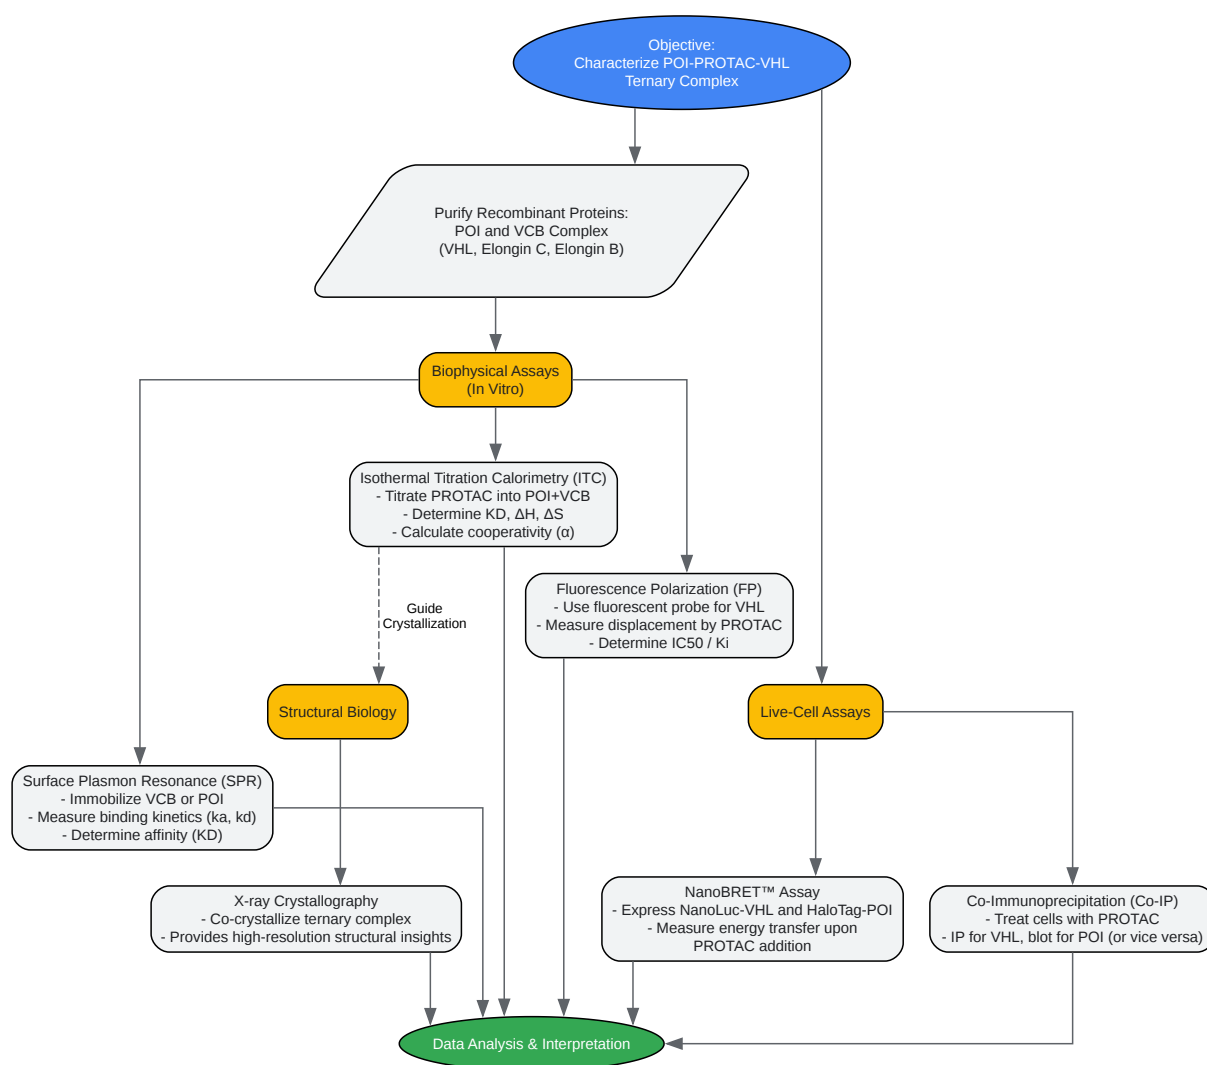 Objective:
Characterize POI-PROTAC-VHL
Ternary Complex
Purify Recombinant Proteins:
POI and VCB Complex
(VHL, Elongin C, Elongin B)
Biophysical Assays
(In Vitro)
Isothermal Titration Calorimetry (ITC)
- Titrate PROTAC into POI+VCB
- Determine KD, ΔH, ΔS
- Calculate cooperativity (α)
Fluorescence Polarization (FP)
- Use fluorescent probe for VHL
- Measure displacement by PROTAC
- Determine IC50 / Ki
Guide
Crystallization
Structural Biology
Live-Cell Assays
Surface Plasmon Resonance (SPR)
- Immobilize VCB or POI
- Measure binding kinetics (ka, kd)
- Determine affinity (KD)
X-ray Crystallography
- Co-crystallize ternary complex
- Provides high-resolution structural insights
NanoBRET™ Assay
- Express NanoLuc-VHL and HaloTag-POI
- Measure energy transfer upon
PROTAC addition
Co-Immunoprecipitation (Co-IP)
- Treat cells with PROTAC
- IP for VHL, blot for POI (or vice versa)
Data Analysis & Interpretation